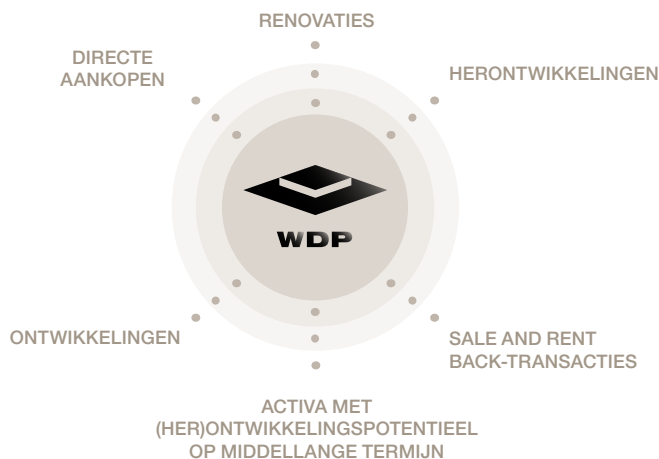 RENOVATIES
DIRECTE
AANKOPEN
HERONTWIKKELINGEN
WDP
ONTWIKKELINGEN
SALE AND RENT
BACK-TRANSACTIES
ACTIVA MET
(HER)ONTWIKKELINGSPOTENTIEEL
OP MIDDELLANGE TERMIJN